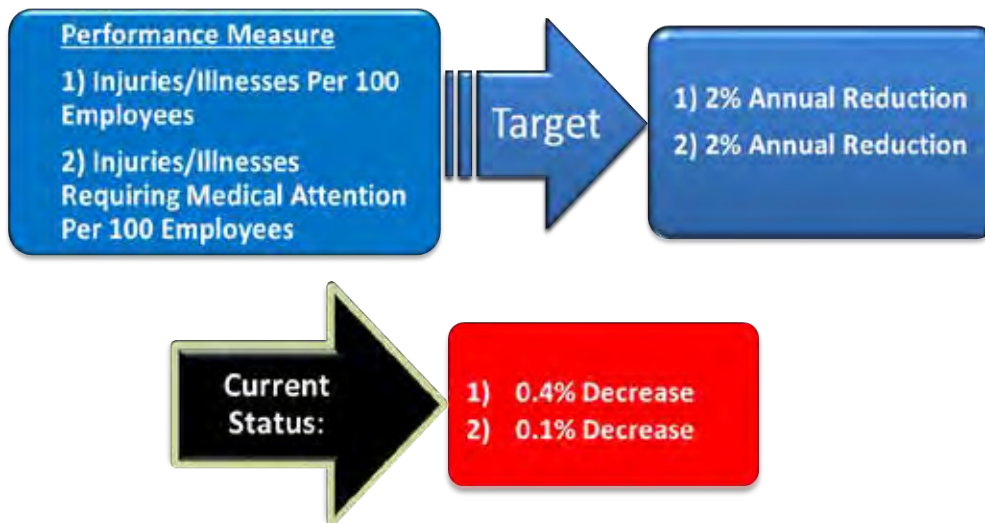 Performance Measure
1) Injuries/Illnesses Per 100
Employees
2) Injuries/Illnesses
Requiring Medical Attention
Per 100 Employees
Target
1) 2% Annual Reduction
2) 2% Annual Reduction
Current
Status:
1) 0.4% Decrease
2) 0.1% Decrease